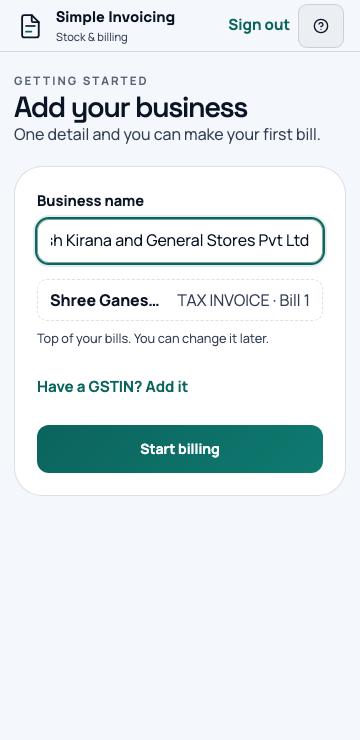 Simple Invoicing
Stock & billing
Sign out
GETTING STARTED
Add your business
One detail and you can make your first bill.
Business name
h Kirana and General Stores Pvt Ltd
Shree Ganes... TAX INVOICE · Bill 1
Top of your bills. You can change it later.
Have a GSTIN? Add it
Start billing